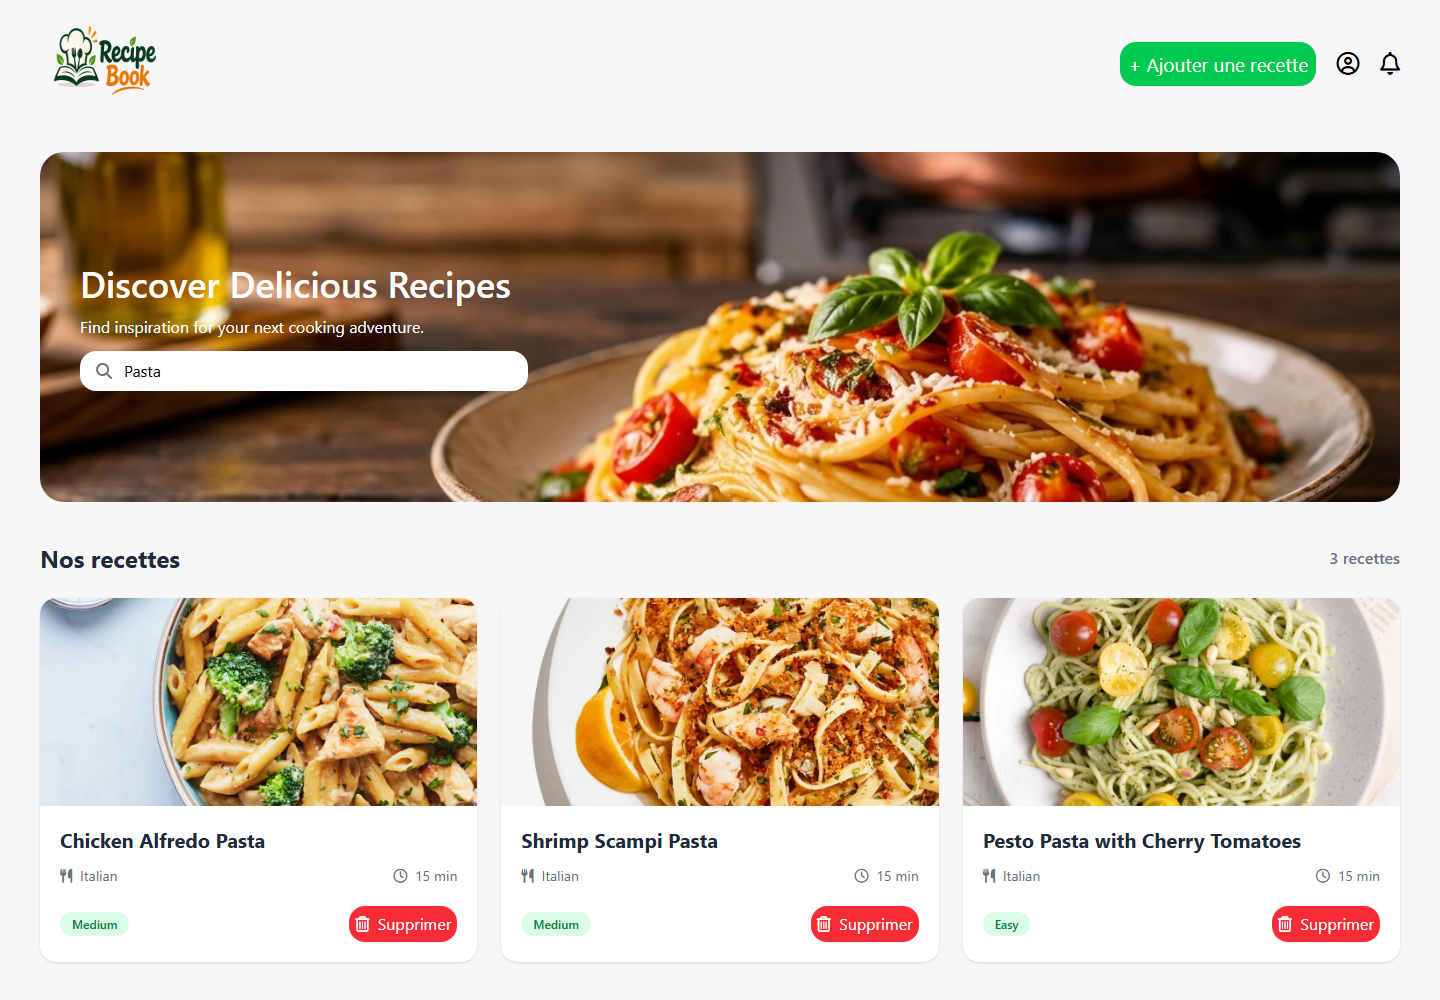 Recipe
Book
+ Ajouter une recette
Discover Delicious Recipes
Find inspiration for your next cooking adventure.
Pasta
Nos recettes
3 recettes
Chicken Alfredo Pasta
Italian
15 min
Medium
Supprimer
Shrimp Scampi Pasta
Italian
15 min
Medium
Supprimer
Pesto Pasta with Cherry Tomatoes
Italian
15 min
Easy
Supprimer